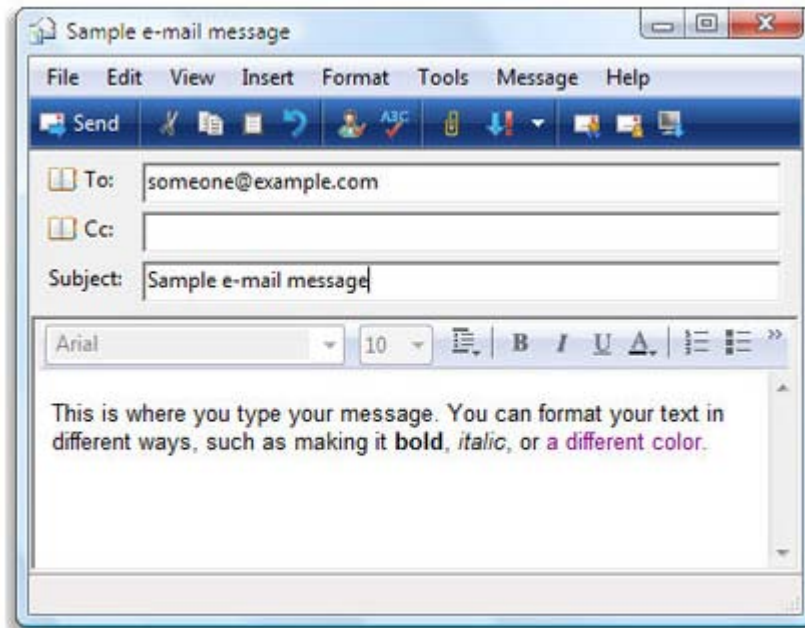 Sample e-mail message
File Edit View Insert Format Tools Message Help
Send ABC
To: someone@example.com
Cc:
Subject: Sample e-mail message
Arial 10 B I U A
This is where you type your message. You can format your text in
different ways, such as making it bold, italic, or a different color.